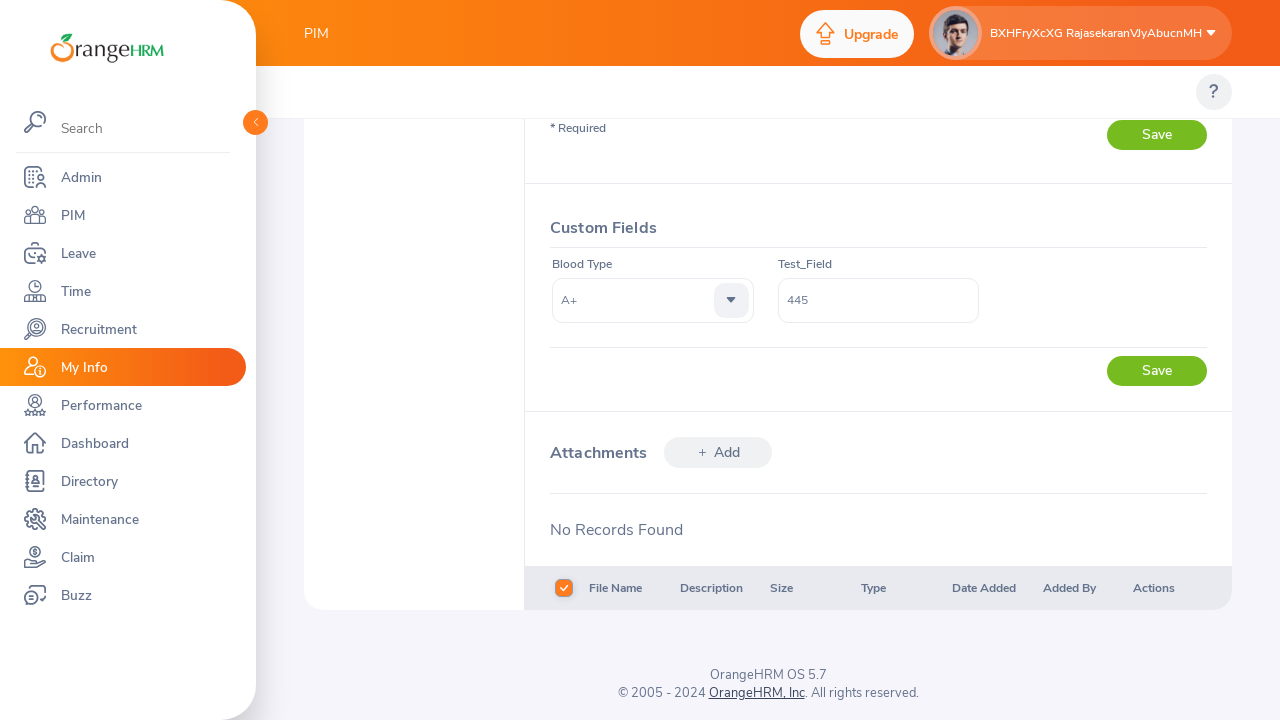 OrangeHRM
PIM
Upgrade
BXHFryXcXG RajasekaranVJyAbucnMH
?
Search
Admin
PIM
Leave
Time
Recruitment
My Info
Performance
Dashboard
Directory
Maintenance
Claim
Buzz
* Required
Save
Custom Fields
Blood Type
Test_Field
A+
445
Save
Attachments
+ Add
No Records Found
File Name Description Size Type Date Added Added By Actions
OrangeHRM OS 5.7
© 2005 - 2024 OrangeHRM, Inc. All rights reserved.